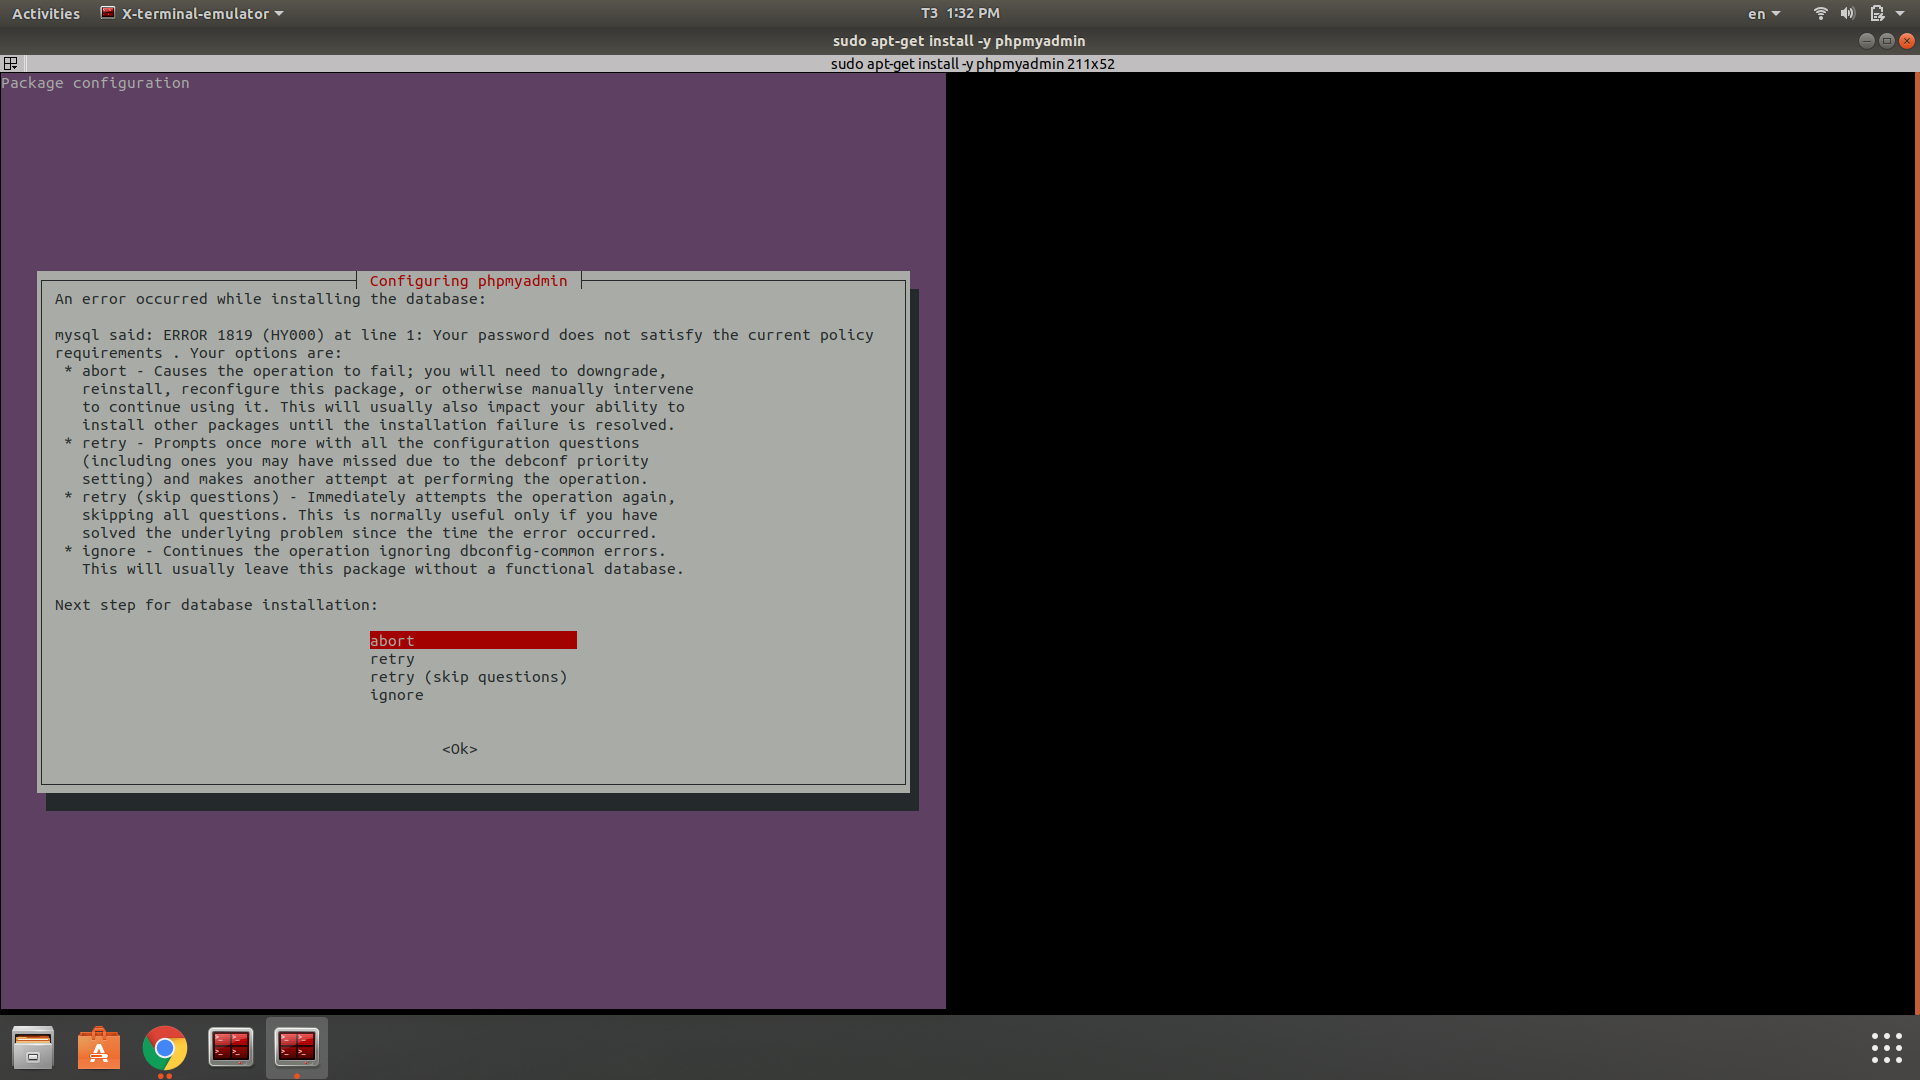 Activities X-terminal-emulator T3 1:32 PM en
sudo apt-get install -y phpmyadmin
sudo apt-get install -y phpmyadmin 211x52
Package configuration
Configuring phpmyadmin
An error occurred while installing the database:
mysql said: ERROR 1819 (HY000) at line 1: Your password does not satisfy the current policy
requirements . Your options are:
* abort - Causes the operation to fail; you will need to downgrade,
reinstall, reconfigure this package, or otherwise manually intervene
to continue using it. This will usually also impact your ability to
install other packages until the installation failure is resolved.
* retry - Prompts once more with all the configuration questions
(including ones you may have missed due to the debconf priority
setting) and makes another attempt at performing the operation.
* retry (skip questions) - Immediately attempts the operation again,
skipping all questions. This is normally useful only if you have
solved the underlying problem since the time the error occurred.
* ignore - Continues the operation ignoring dbconfig-common errors.
This will usually leave this package without a functional database.
Next step for database installation:
abort
retry
retry (skip questions)
ignore
<Ok>